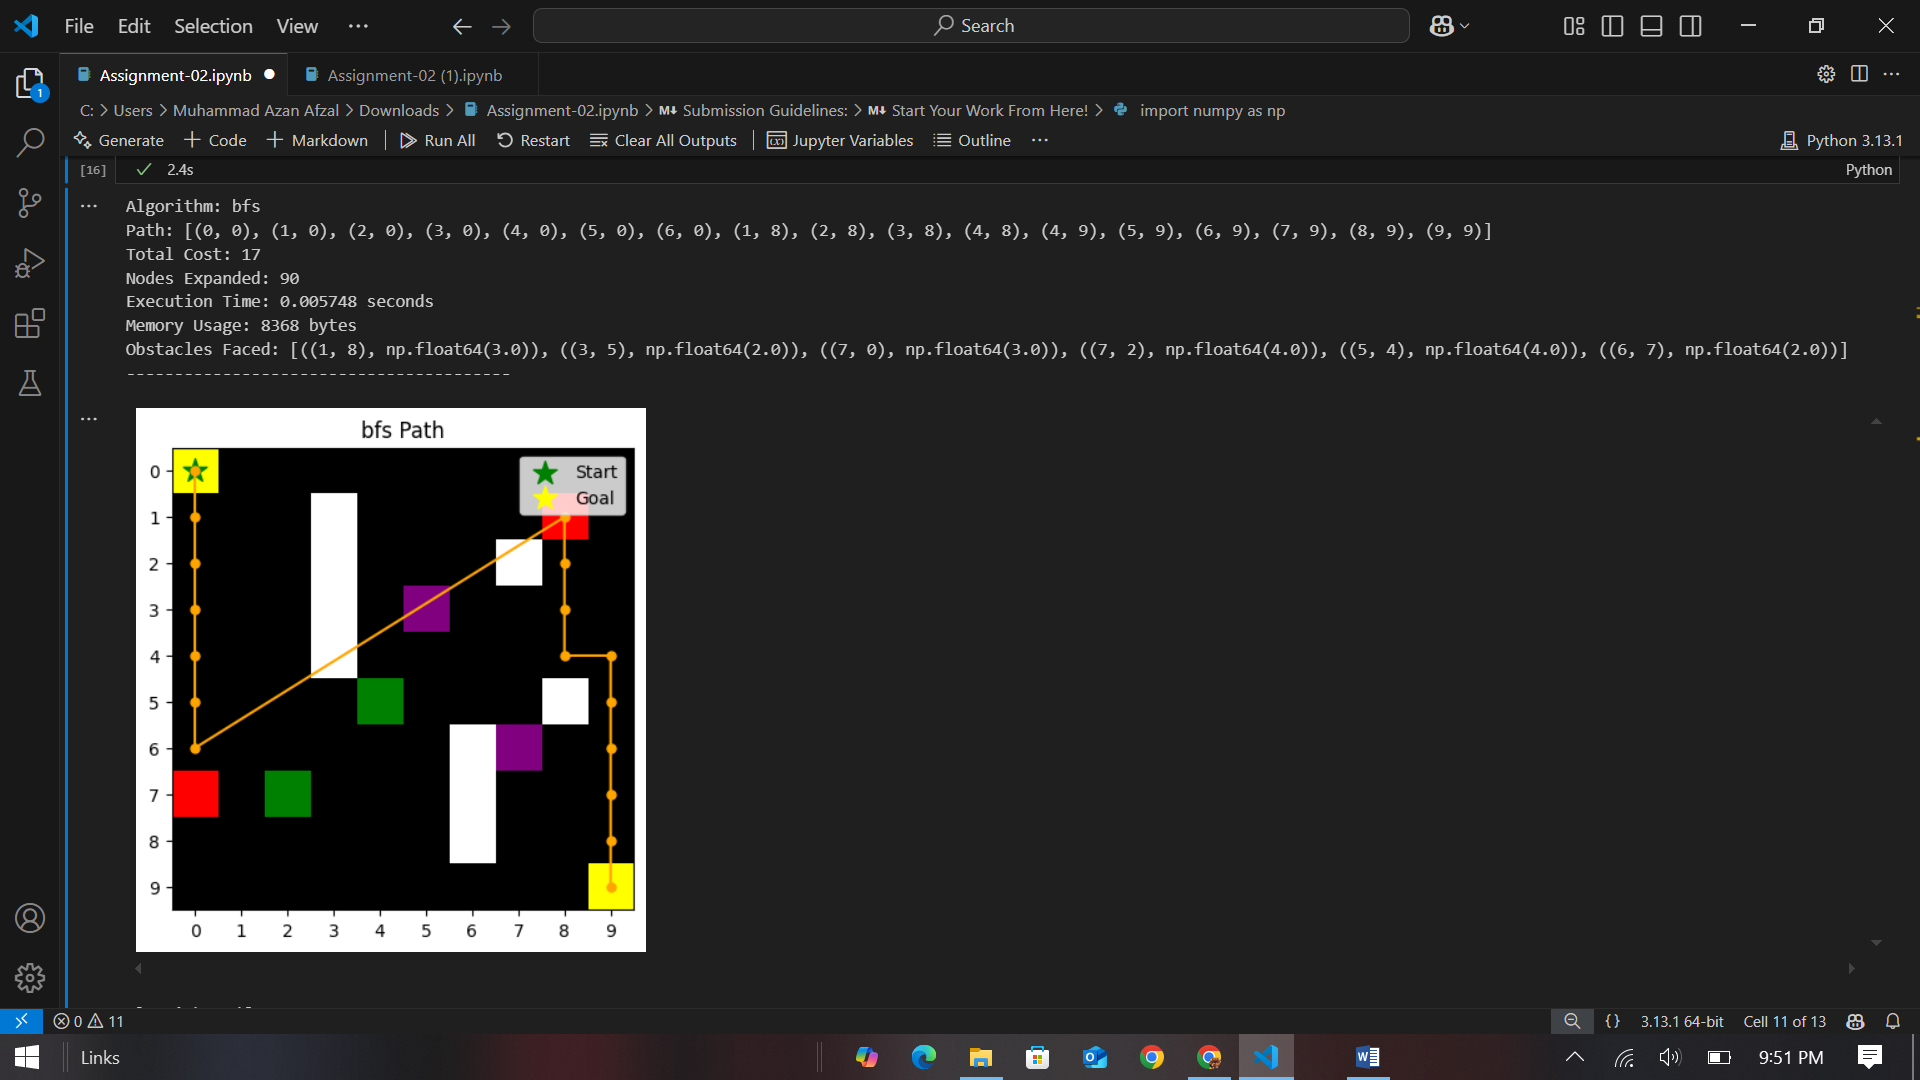 File Edit Selection View ··· Search
Assignment-02.ipynb Assignment-02 (1).ipynb
C: > Users > Muhammad Azan Afzal > Downloads > Assignment-02.ipynb > M↓ Submission Guidelines: > M↓ Start Your Work From Here! > import numpy as np
Generate + Code + Markdown Run All Restart Clear All Outputs Jupyter Variables Outline ··· Python 3.13.1
[16] ✓ 2.4s Python
Algorithm: bfs
Path: [(0, 0), (1, 0), (2, 0), (3, 0), (4, 0), (5, 0), (6, 0), (1, 8), (2, 8), (3, 8), (4, 8), (4, 9), (5, 9), (6, 9), (7, 9), (8, 9), (9, 9)]
Total Cost: 17
Nodes Expanded: 90
Execution Time: 0.005748 seconds
Memory Usage: 8368 bytes
Obstacles Faced: [((1, 8), np.float64(3.0)), ((3, 5), np.float64(2.0)), ((7, 0), np.float64(3.0)), ((7, 2), np.float64(4.0)), ((5, 4), np.float64(4.0)), ((6, 7), np.float64(2.0))]
----------------------------------------
bfs Path
Start
Goal
0
1
2
3
4
5
6
7
8
9
0 1 2 3 4 5 6 7 8 9
0 11 {} 3.13.1 64-bit Cell 11 of 13
Links 9:51 PM